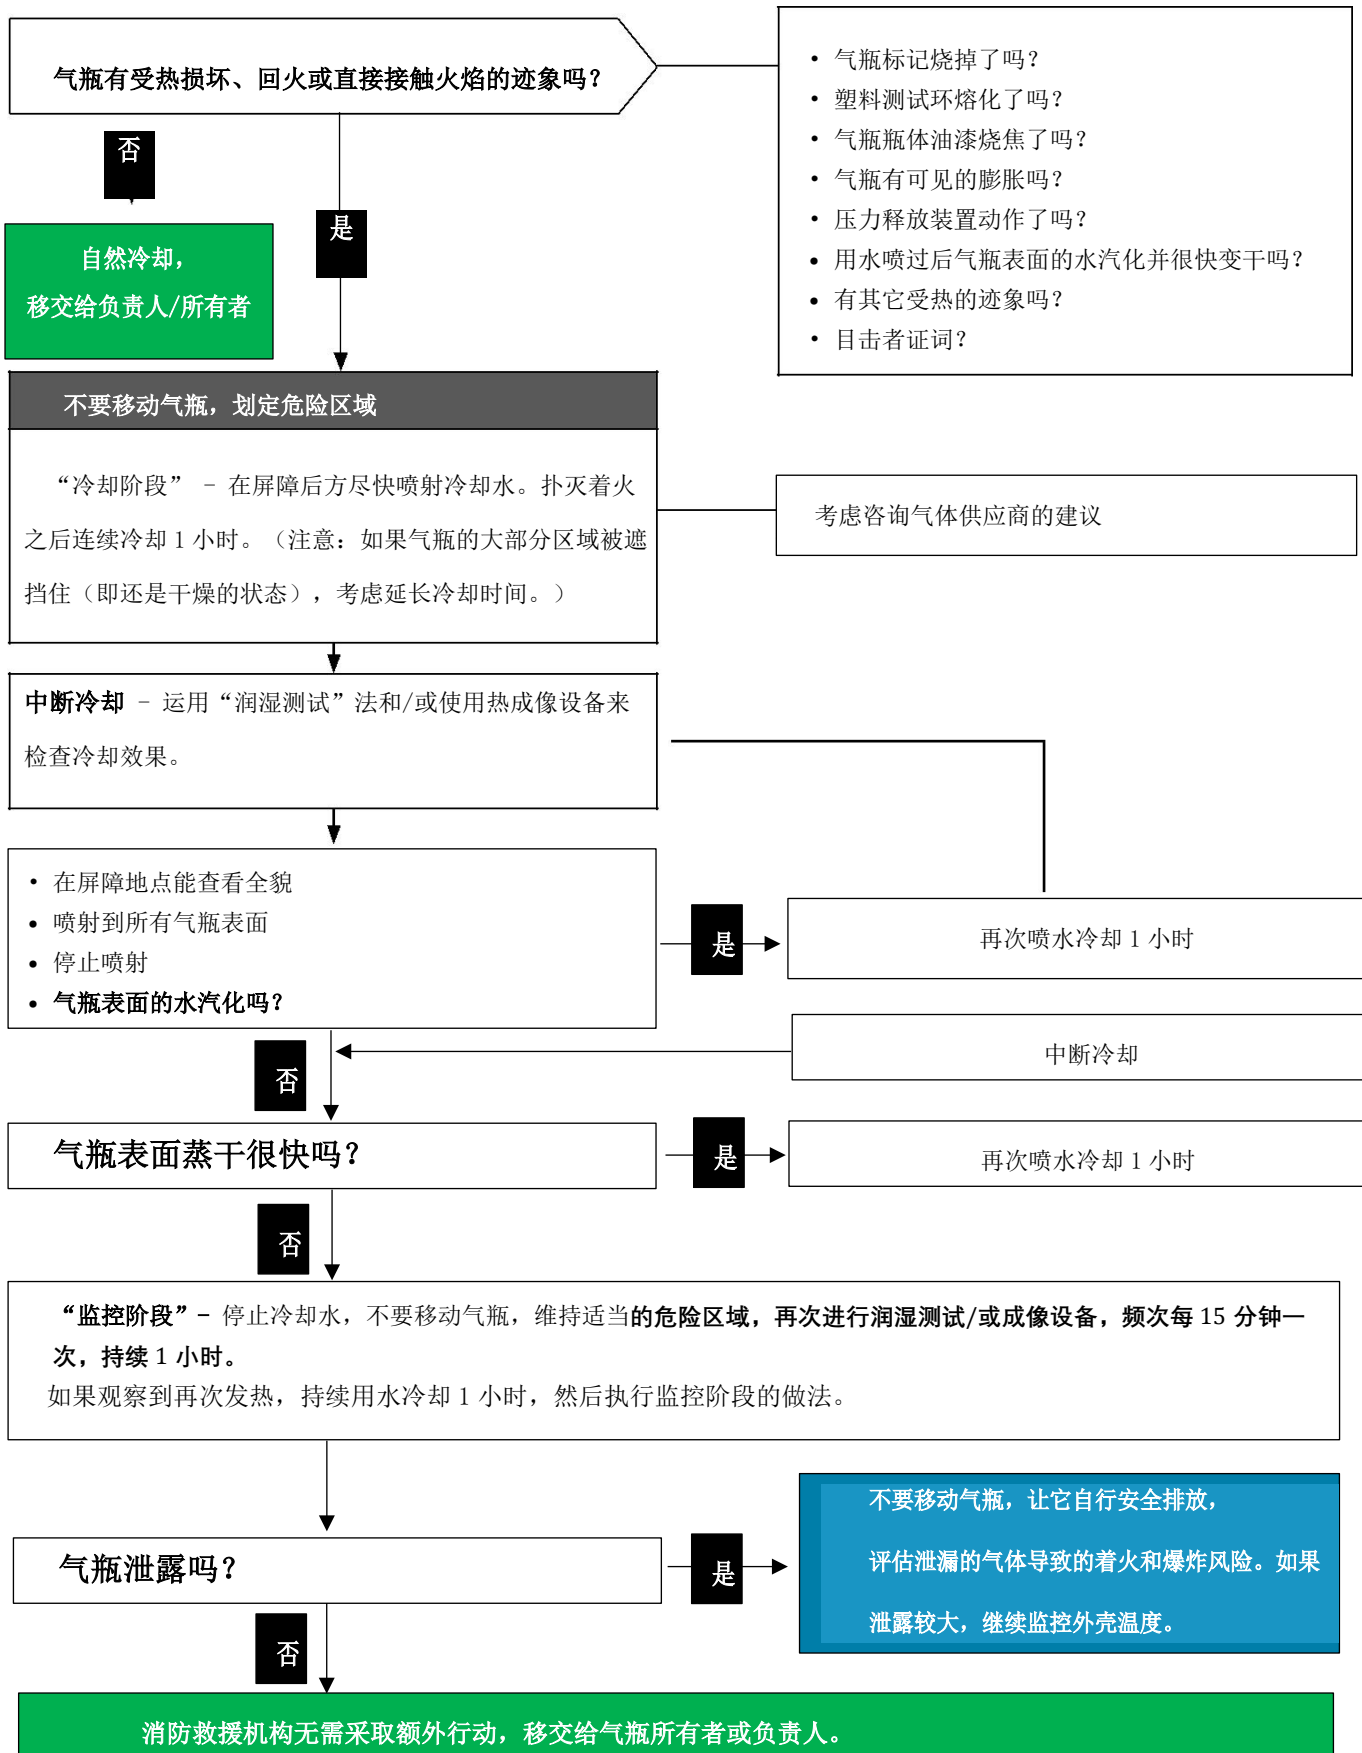 气瓶有受热损坏、回火或直接接触火焰的迹象吗？
• 气瓶标记烧掉了吗？
• 塑料测试环熔化了吗？
• 气瓶瓶体油漆烧焦了吗？
• 气瓶有可见的膨胀吗？
• 压力释放装置动作了吗？
• 用水喷过后气瓶表面的水汽化并很快变干吗？
• 有其它受热的迹象吗？
• 目击者证词？
否
是
自然冷却，
移交给负责人/所有者
不要移动气瓶，划定危险区域
“冷却阶段” - 在屏障后方尽快喷射冷却水。扑灭着火
之后连续冷却 1 小时。（注意：如果气瓶的大部分区域被遮
挡住（即还是干燥的状态），考虑延长冷却时间。）
考虑咨询气体供应商的建议
中断冷却 - 运用“润湿测试”法和/或使用热成像设备来
检查冷却效果。
• 在屏障地点能查看全貌
• 喷射到所有气瓶表面
• 停止喷射
• 气瓶表面的水汽化吗？
是
再次喷水冷却 1 小时
中断冷却
否
气瓶表面蒸干很快吗？
是
再次喷水冷却 1 小时
否
“监控阶段”- 停止冷却水，不要移动气瓶，维持适当的危险区域，再次进行润湿测试/或成像设备，频次每 15 分钟一
次，持续 1 小时。
如果观察到再次发热，持续用水冷却 1 小时，然后执行监控阶段的做法。
气瓶泄露吗？
是
不要移动气瓶，让它自行安全排放，
评估泄漏的气体导致的着火和爆炸风险。如果
泄露较大，继续监控外壳温度。
否
消防救援机构无需采取额外行动，移交给气瓶所有者或负责人。